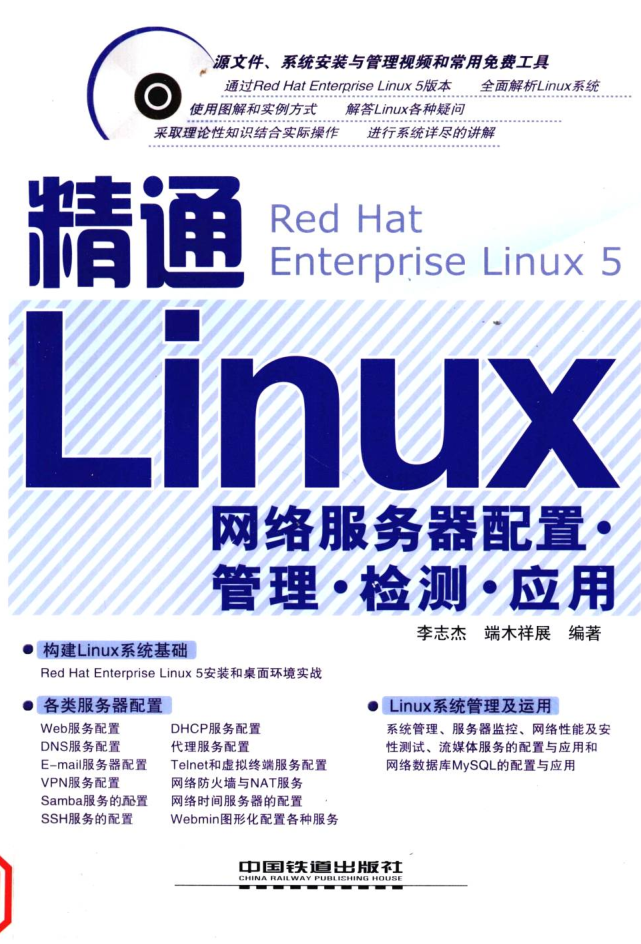 源文件、系统安装与管理视频和常用免费工具
通过Red Hat Enterprise Linux 5版本 全面解析Linux系统
使用图解和实例方式 解答Linux各种疑问
采取理论性知识结合实际操作 进行系统详尽的讲解
精通
Red Hat
Enterprise Linux 5
Linux
网络服务器配置·
管理·检测·应用
李志杰 端木祥展 编著
构建Linux系统基础
Red Hat Enterprise Linux 5安装和桌面环境实战
各类服务器配置
Web服务配置 DHCP服务配置
DNS服务配置 代理服务配置
E-mail服务器配置 Telnet和虚拟终端服务配置
VPN服务配置 网络防火墙与NAT服务
Samba服务的配置 网络时间服务器的配置
SSH服务的配置 Webmin图形化配置各种服务
Linux系统管理及运用
系统管理、服务器监控、网络性能及安
性测试、流媒体服务的配置与应用和
网络数据库MySQL的配置与应用
中国铁道出版社
CHINA RAILWAY PUBLISHING HOUSE